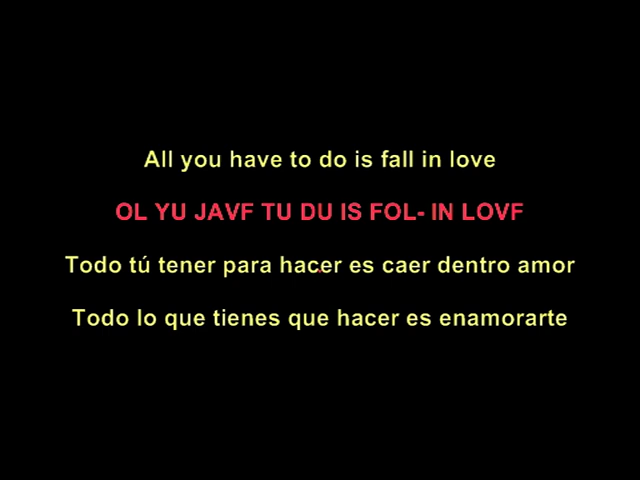 All you have to do is fall in love
OL YU JAVF TU DU IS FOL- IN LOVF
Todo tú tener para hacer es caer dentro amor
Todo lo que tienes que hacer es enamorarte